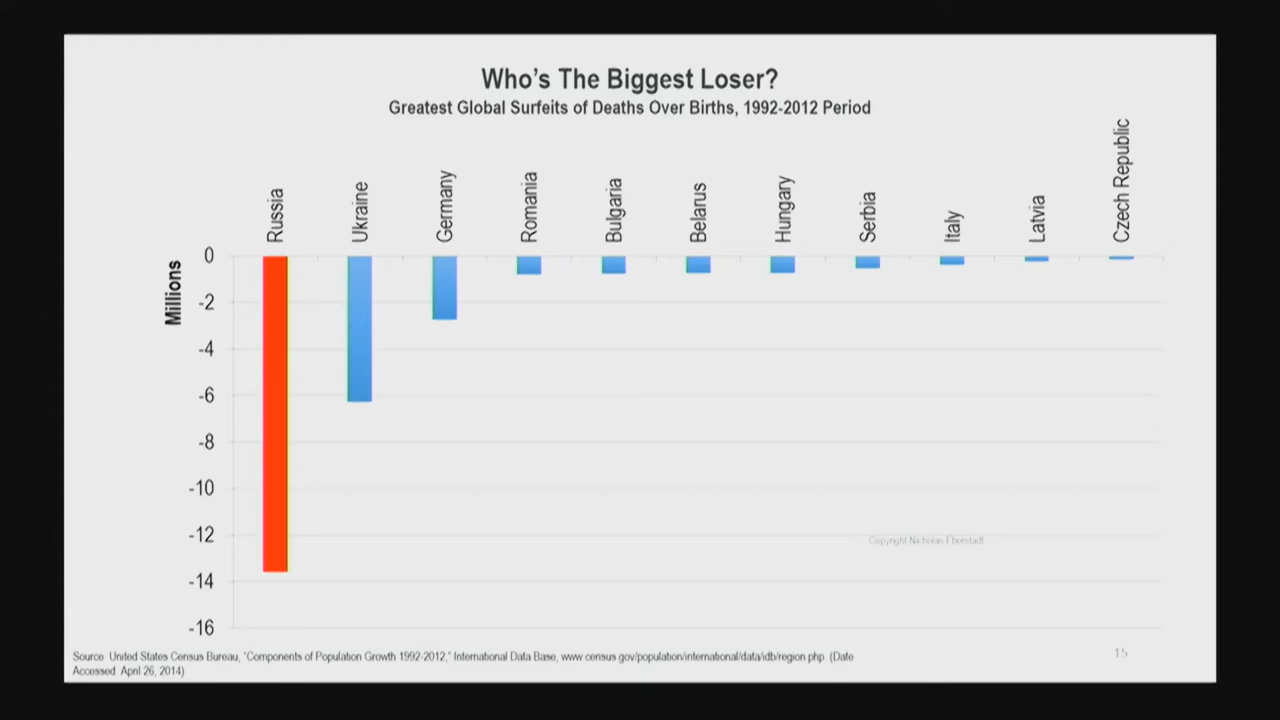 Who's The Biggest Loser?
Greatest Global Surfeits of Deaths Over Births, 1992-2012 Period
Russia
Ukraine
Germany
Romania
Bulgaria
Belarus
Hungary
Serbia
Italy
Latvia
Czech Republic
Millions
0
-2
-4
-6
-8
-10
-12
-14
-16
Copyright Nicholas Eberstadt
Source United States Census Bureau, "Components of Population Growth 1992-2012," International Data Base, www.census.gov/population/international/data/idb/region.php (Date
Accessed April 26, 2014)
15